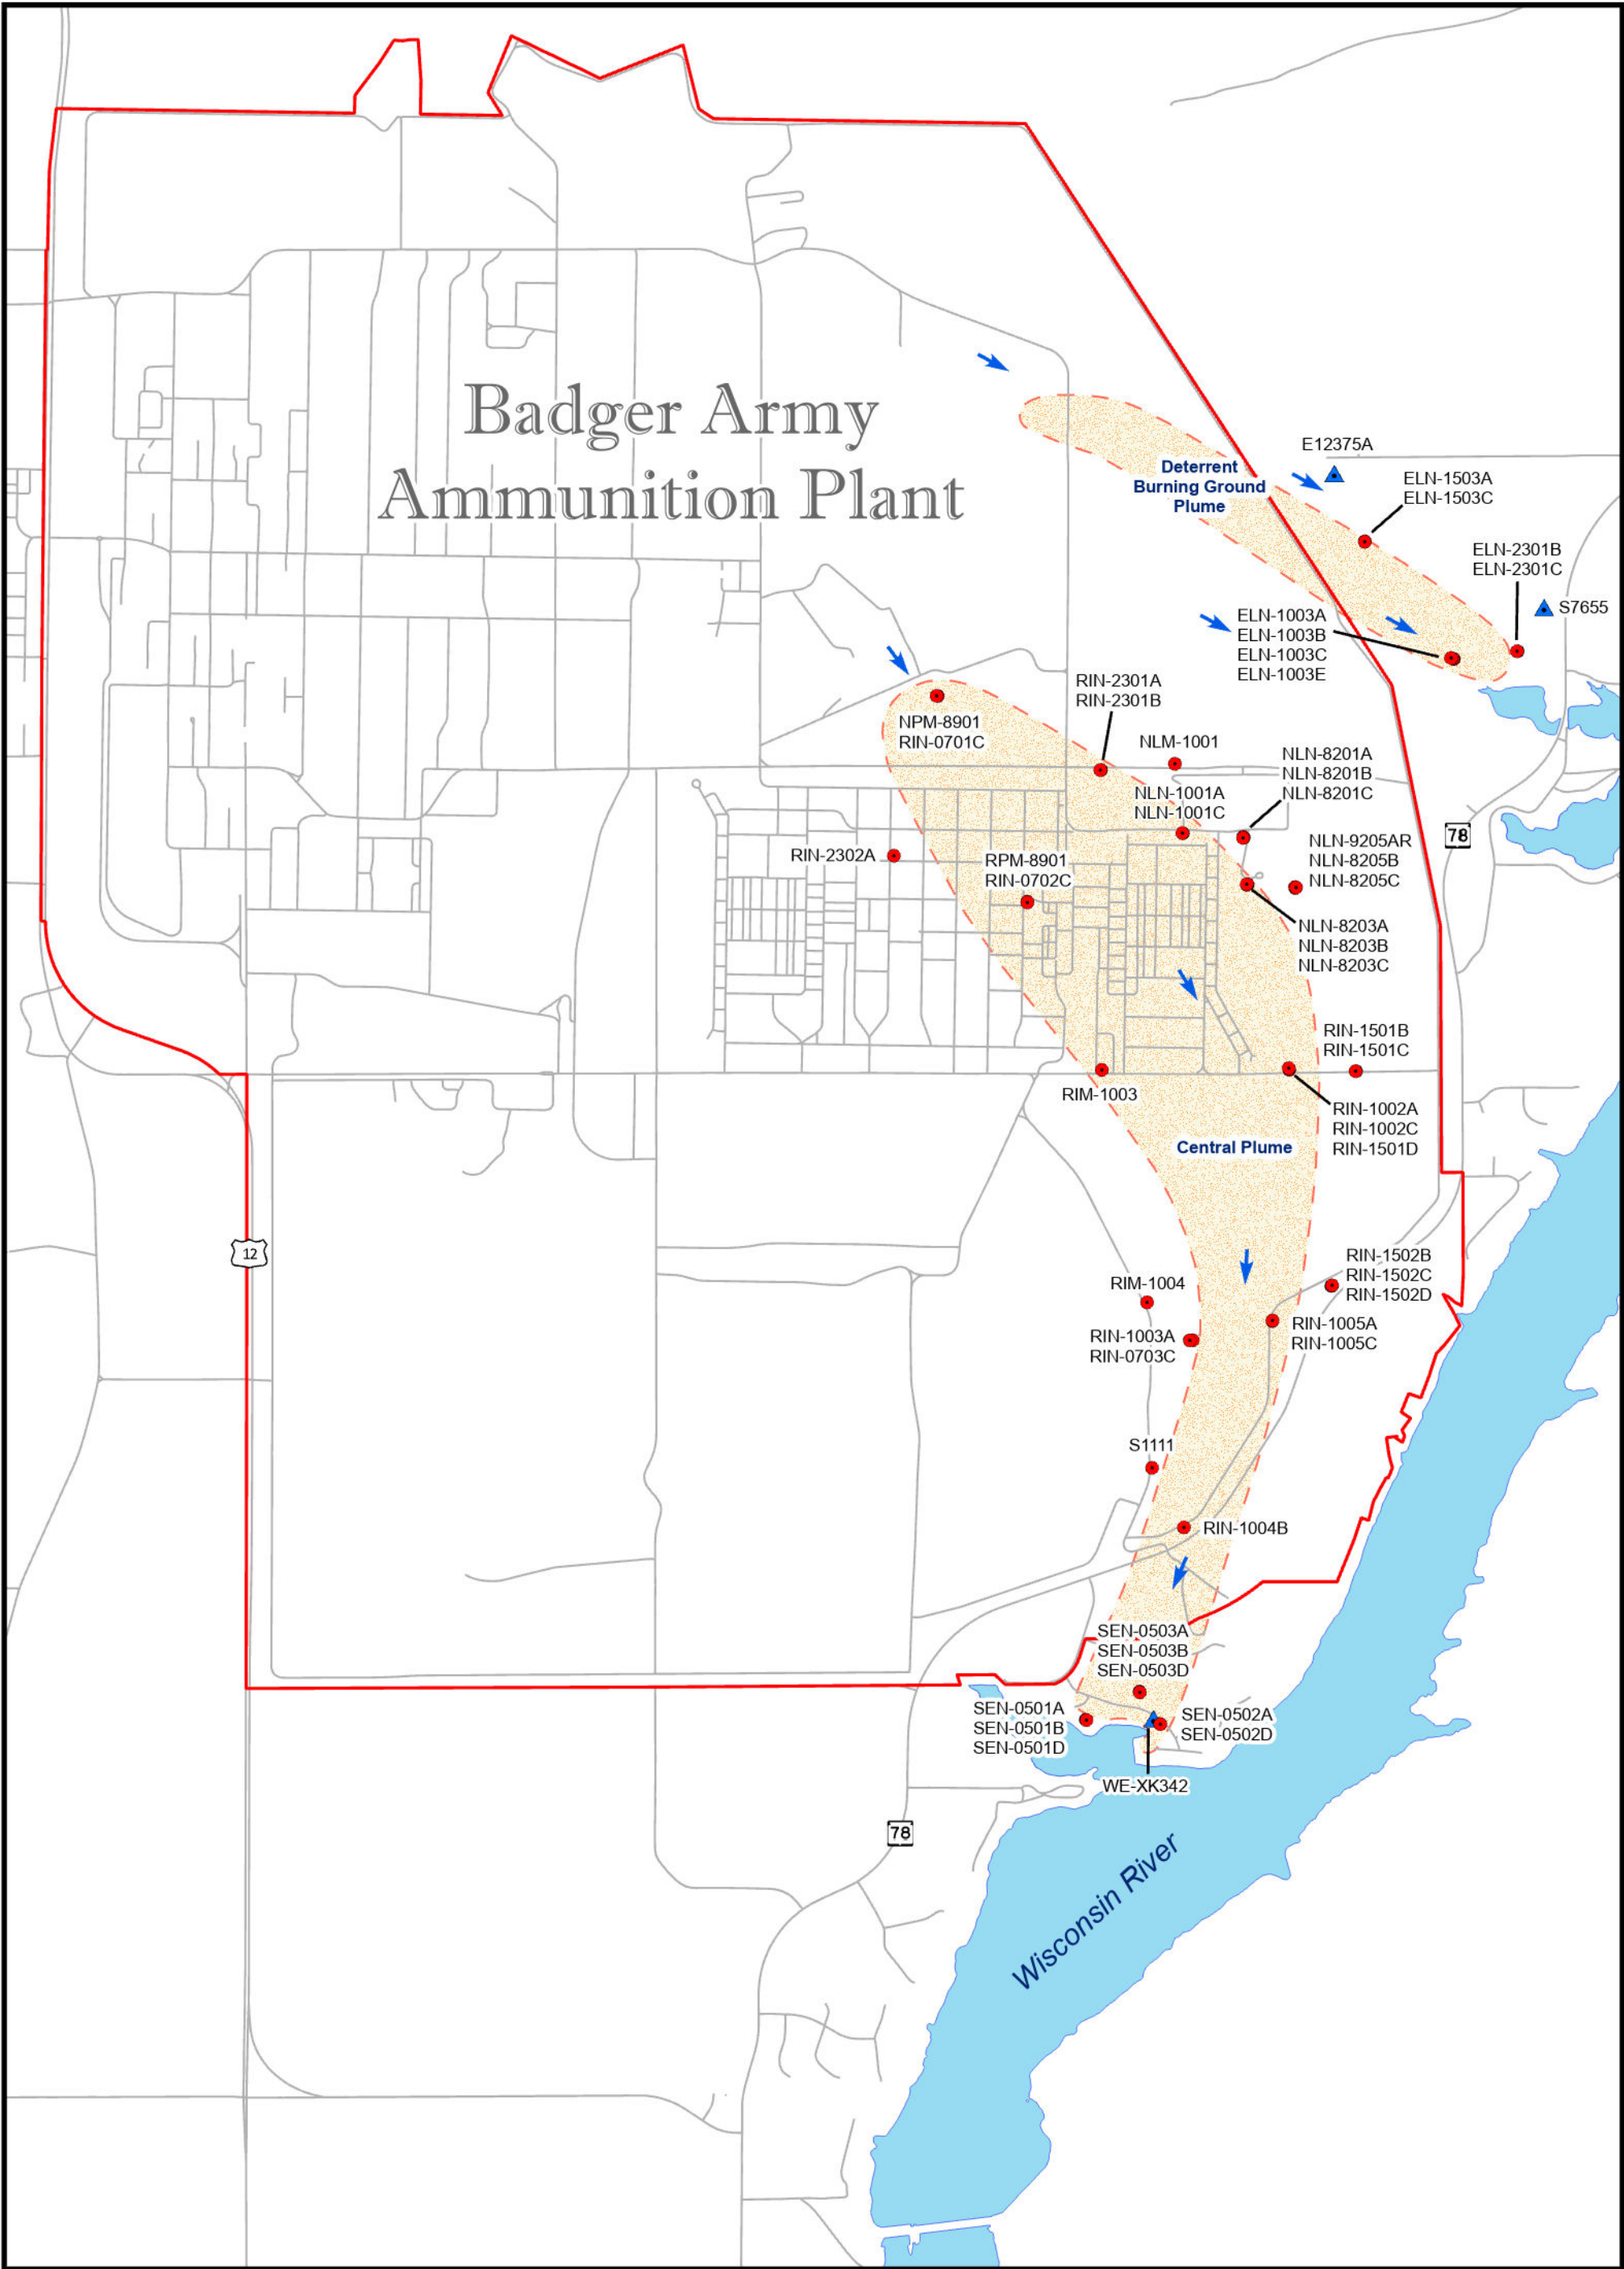 Badger Army
Ammunition Plant
E12375A
Deterrent
Burning Ground
Plume
ELN-1503A
ELN-1503C
ELN-2301B
ELN-2301C
S7655
ELN-1003A
ELN-1003B
ELN-1003C
ELN-1003E
RIN-2301A
RIN-2301B
NPM-8901
RIN-0701C
NLM-1001
NLN-8201A
NLN-8201B
NLN-8201C
NLN-1001A
NLN-1001C
78
NLN-9205AR
NLN-8205B
NLN-8205C
RIN-2302A
RPM-8901
RIN-0702C
NLN-8203A
NLN-8203B
NLN-8203C
RIN-1501B
RIN-1501C
RIM-1003
RIN-1002A
RIN-1002C
RIN-1501D
Central Plume
12
RIN-1502B
RIN-1502C
RIN-1502D
RIM-1004
RIN-1005A
RIN-1005C
RIN-1003A
RIN-0703C
S1111
RIN-1004B
SEN-0503A
SEN-0503B
SEN-0503D
SEN-0501A
SEN-0501B
SEN-0501D
SEN-0502A
SEN-0502D
WE-XK342
78
Wisconsin River